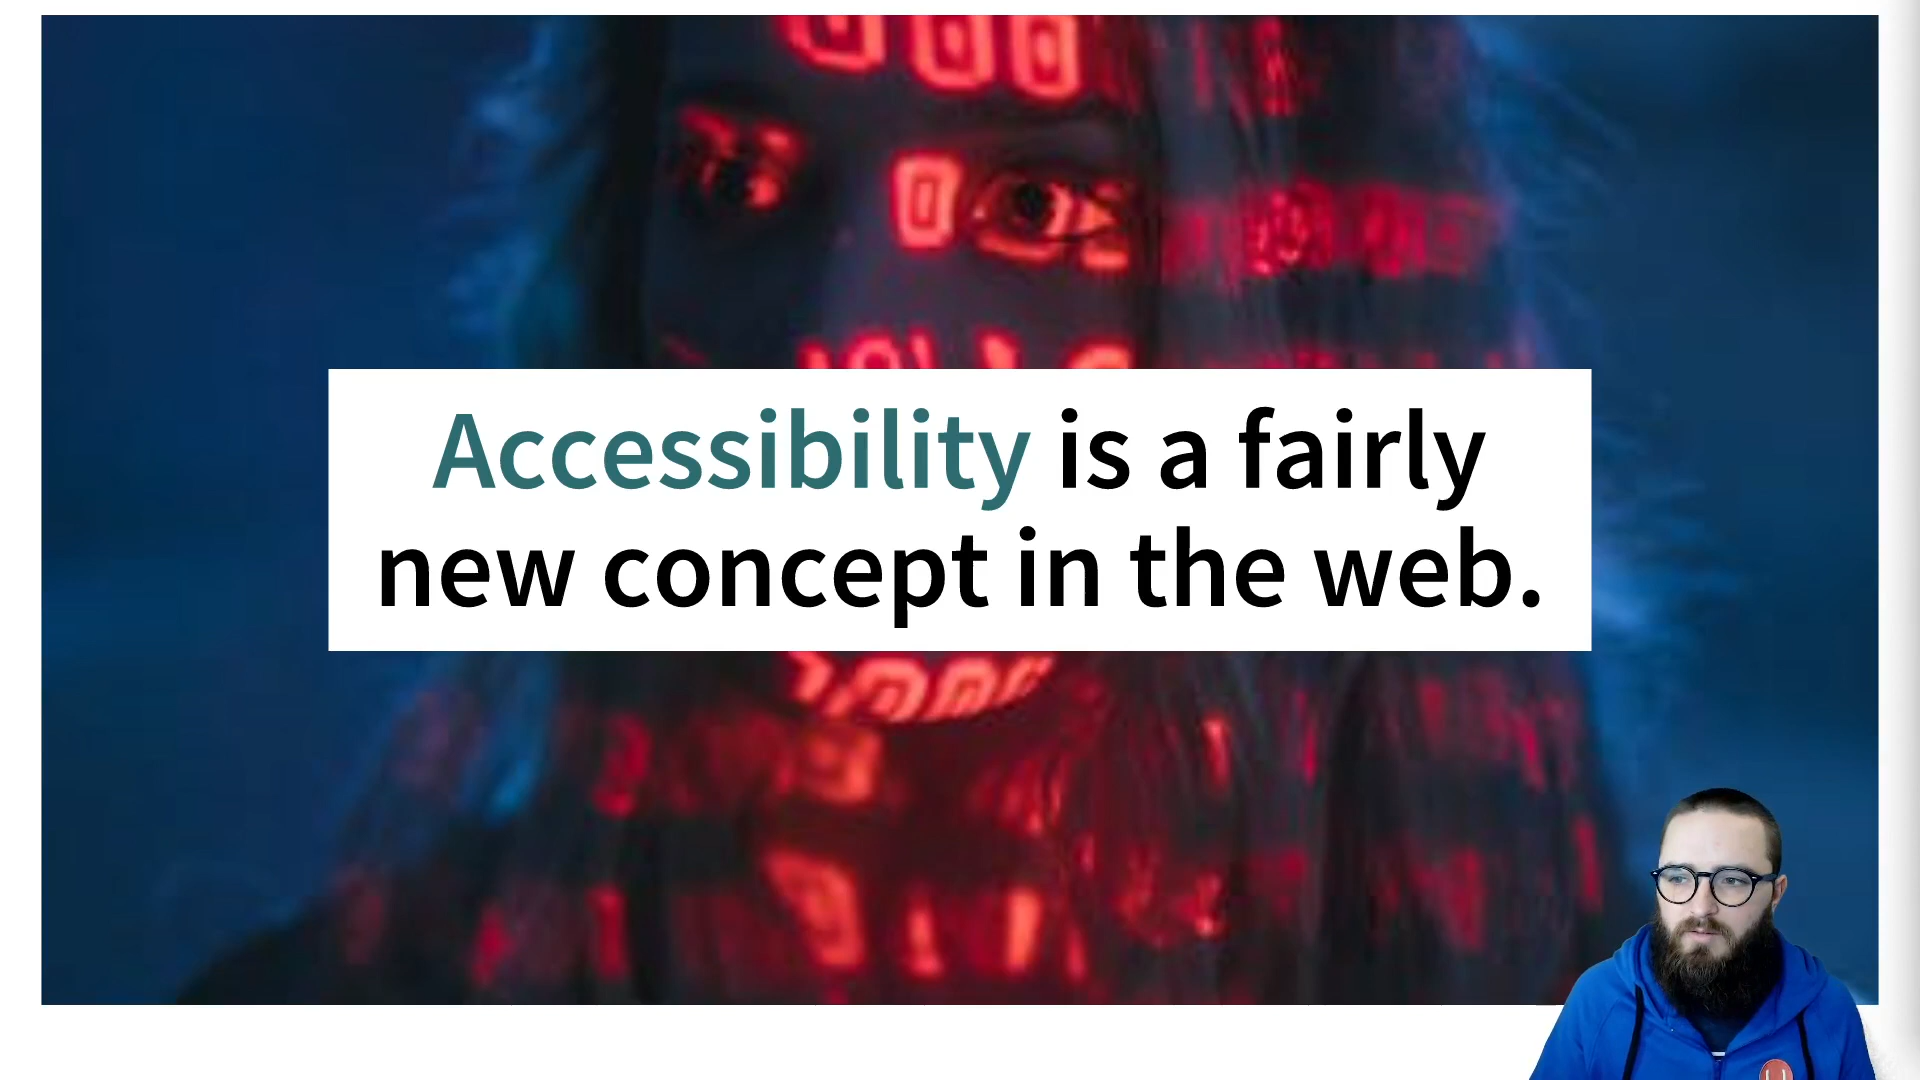 Accessibility is a fairly
new concept in the web.